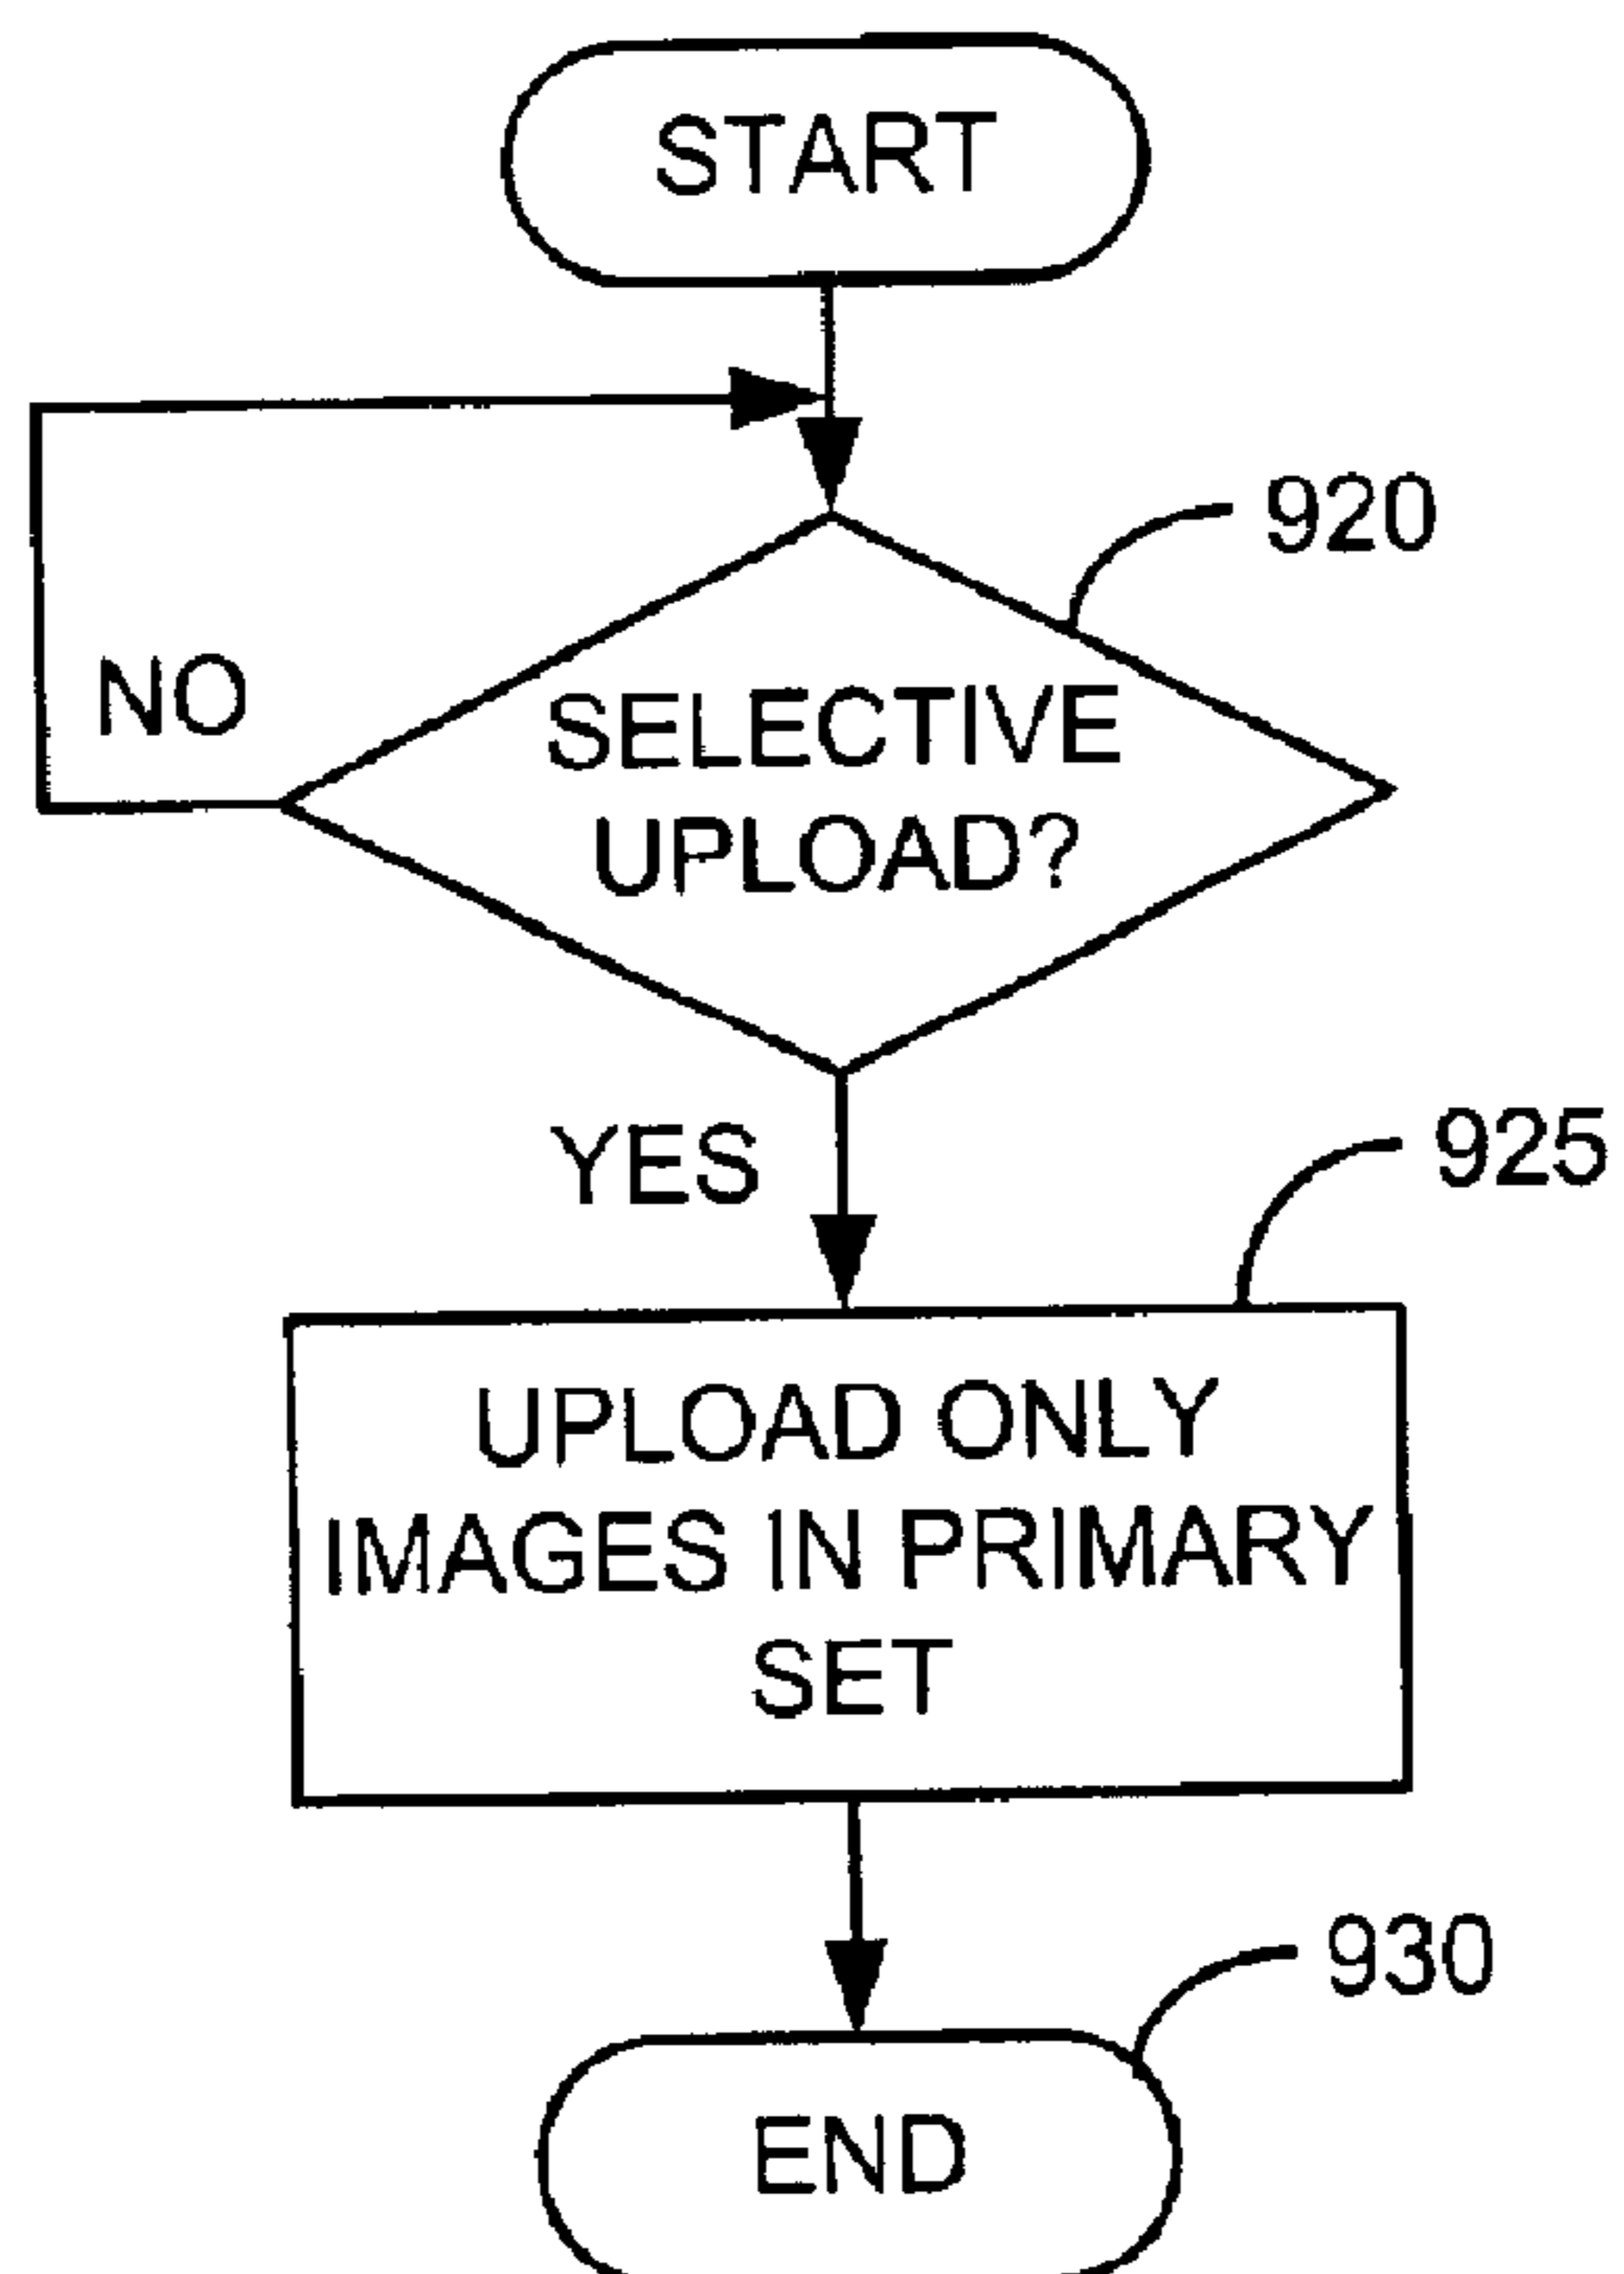 START
920
NO
SELECTIVE
UPLOAD?
YES
925
UPLOAD ONLY
IMAGES IN PRIMARY
SET
930
END